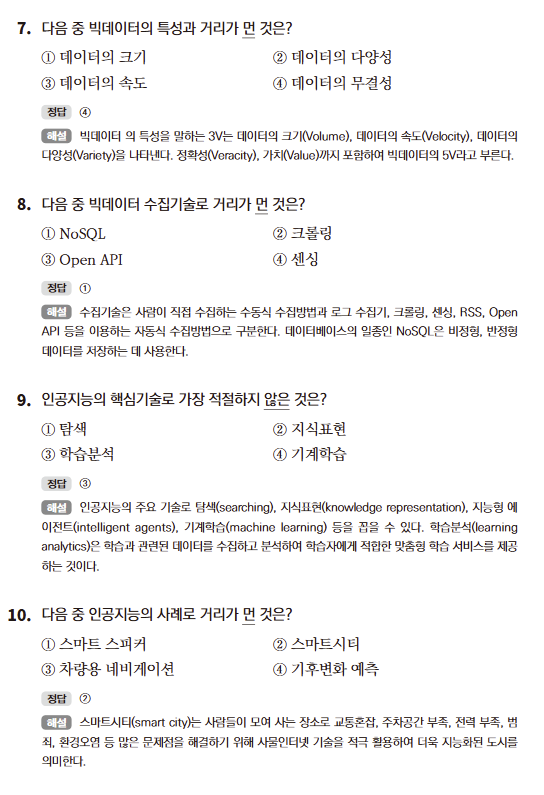 7. 다음 중 빅데이터의 특성과 거리가 먼 것은?
① 데이터의 크기 ② 데이터의 다양성
③ 데이터의 속도 ④ 데이터의 무결성
정답 ④
해설 빅데이터 의 특성을 말하는 3V는 데이터의 크기(Volume), 데이터의 속도(Velocity), 데이터의
다양성(Variety)을 나타낸다. 정확성(Veracity), 가치(Value)까지 포함하여 빅데이터의 5V라고 부른다.
8. 다음 중 빅데이터 수집기술로 거리가 먼 것은?
① NoSQL ② 크롤링
③ Open API ④ 센싱
정답 ①
해설 수집기술은 사람이 직접 수집하는 수동식 수집방법과 로그 수집기, 크롤링, 센싱, RSS, Open
API 등을 이용하는 자동식 수집방법으로 구분한다. 데이터베이스의 일종인 NoSQL은 비정형, 반정형
데이터를 저장하는 데 사용한다.
9. 인공지능의 핵심기술로 가장 적절하지 않은 것은?
① 탐색 ② 지식표현
③ 학습분석 ④ 기계학습
정답 ③
해설 인공지능의 주요 기술로 탐색(searching), 지식표현(knowledge representation), 지능형 에
이전트(intelligent agents), 기계학습(machine learning) 등을 꼽을 수 있다. 학습분석(learning
analytics)은 학습과 관련된 데이터를 수집하고 분석하여 학습자에게 적합한 맞춤형 학습 서비스를 제공
하는 것이다.
10. 다음 중 인공지능의 사례로 거리가 먼 것은?
① 스마트 스피커 ② 스마트시티
③ 차량용 네비게이션 ④ 기후변화 예측
정답 ②
해설 스마트시티(smart city)는 사람들이 모여 사는 장소로 교통혼잡, 주차공간 부족, 전력 부족, 범
죄, 환경오염 등 많은 문제점을 해결하기 위해 사물인터넷 기술을 적극 활용하여 더욱 지능화된 도시를
의미한다.